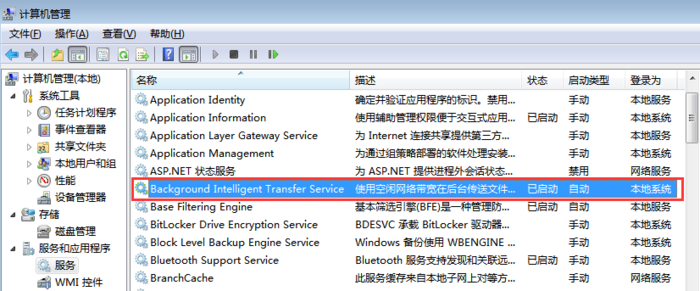 计算机管理
文件(F) 操作(A) 查看(V) 帮助(H)
计算机管理(本地)
系统工具
任务计划程序
事件查看器
共享文件夹
本地用户和组
性能
设备管理器
存储
磁盘管理
服务和应用程序
服务
WMI 控件
名称 描述 状态 启动类型 登录为
Application Identity 确定并验证应用程序的标识。禁用... 手动 本地服务
Application Information 使用辅助管理权限便于交互式应用... 已启动 手动 本地系统
Application Layer Gateway Service 为 Internet 连接共享提供第三方... 手动 本地服务
Application Management 为通过组策略部署的软件处理安装... 手动 本地系统
ASP.NET 状态服务 为 ASP.NET 提供进程外会话状态... 禁用 网络服务
Background Intelligent Transfer Service 使用空闲网络带宽在后台传送文件... 已启动 自动 本地系统
Base Filtering Engine 基本筛选引擎(BFE)是一种管理防... 已启动 自动 本地服务
BitLocker Drive Encryption Service BDESVC 承载 BitLocker 驱动器... 手动 本地系统
Block Level Backup Engine Service Windows 备份使用 WBENGINE ... 手动 本地系统
Bluetooth Support Service Bluetooth 服务支持发现和关联远... 已启动 手动 本地服务
BranchCache 此服务缓存来自本地子网上对等方... 手动 网络服务